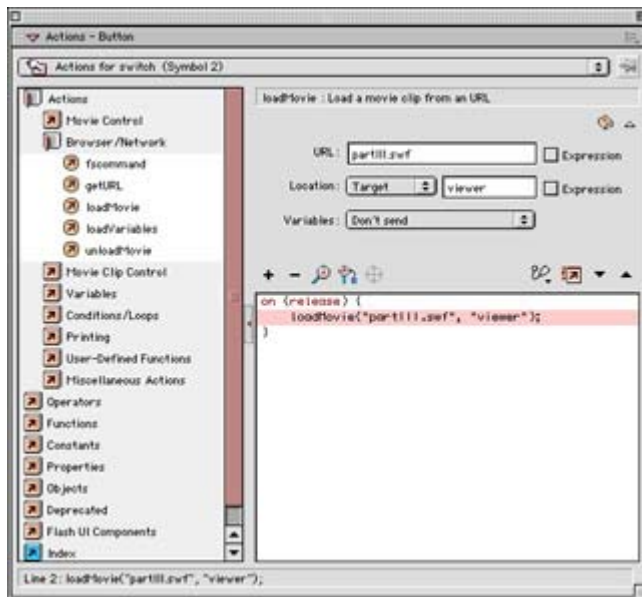 Actions - Button
Actions for switch (Symbol 2)
Actions
Movie Control
Browser/Network
fscommand
getURL
loadMovie
loadVariables
unloadMovie
Movie Clip Control
Variables
Conditions/Loops
Printing
User-Defined Functions
Miscellaneous Actions
Operators
Functions
Constants
Properties
Objects
Deprecated
Flash UI Components
Index
loadMovie : Load a movie clip from an URL
URL: partIII.swf Expression
Location: Target viewer Expression
Variables: Don't send
on (release) {
loadMovie("partIII.swf", "viewer");
}
Line 2: loadMovie("partIII.swf", "viewer");